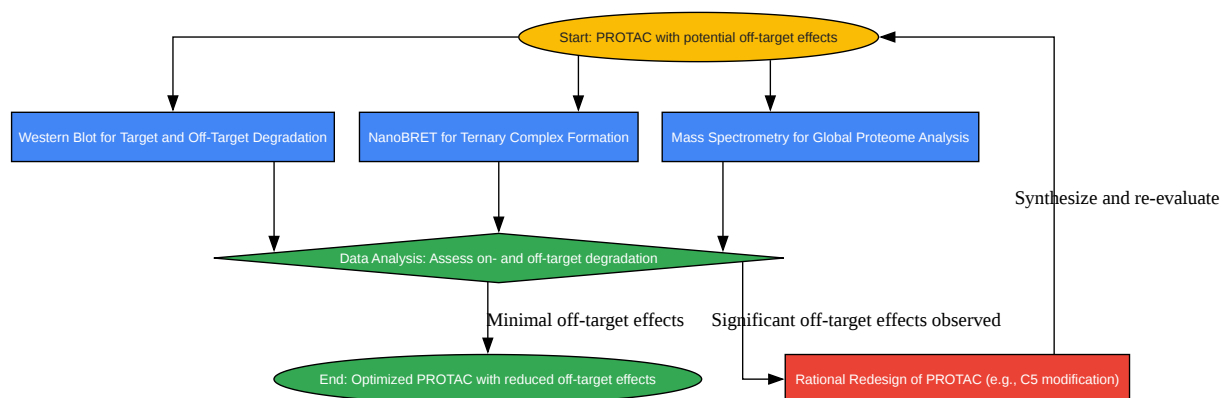 Start: PROTAC with potential off-target effects
Western Blot for Target and Off-Target Degradation
NanoBRET for Ternary Complex Formation
Mass Spectrometry for Global Proteome Analysis
Synthesize and re-evaluate
Data Analysis: Assess on- and off-target degradation
Minimal off-target effects
Significant off-target effects observed
End: Optimized PROTAC with reduced off-target effects
Rational Redesign of PROTAC (e.g., C5 modification)